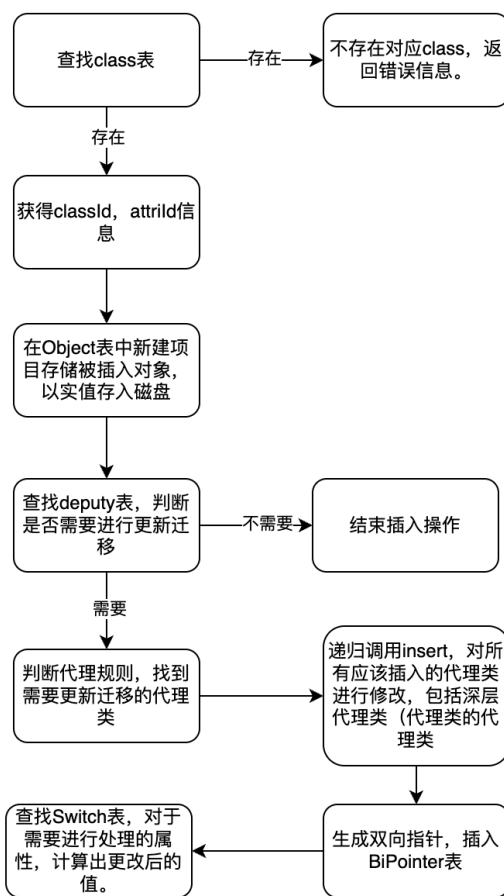 查找class表
存在
不存在对应class，返
回错误信息。
存在
获得classId，attriId信
息
在Object表中新建项
目存储被插入对象，
以实值存入磁盘
查找deputy表，判断
是否需要进行更新迁
移
不需要
结束插入操作
需要
判断代理规则，找到
需要更新迁移的代理
类
递归调用insert，对所
有应该插入的代理类
进行修改，包括深层
代理类（代理类的代
理类
生成双向指针，插入
BiPointer表
查找Switch表，对于
需要进行处理的属
性，计算出更改后的
值。